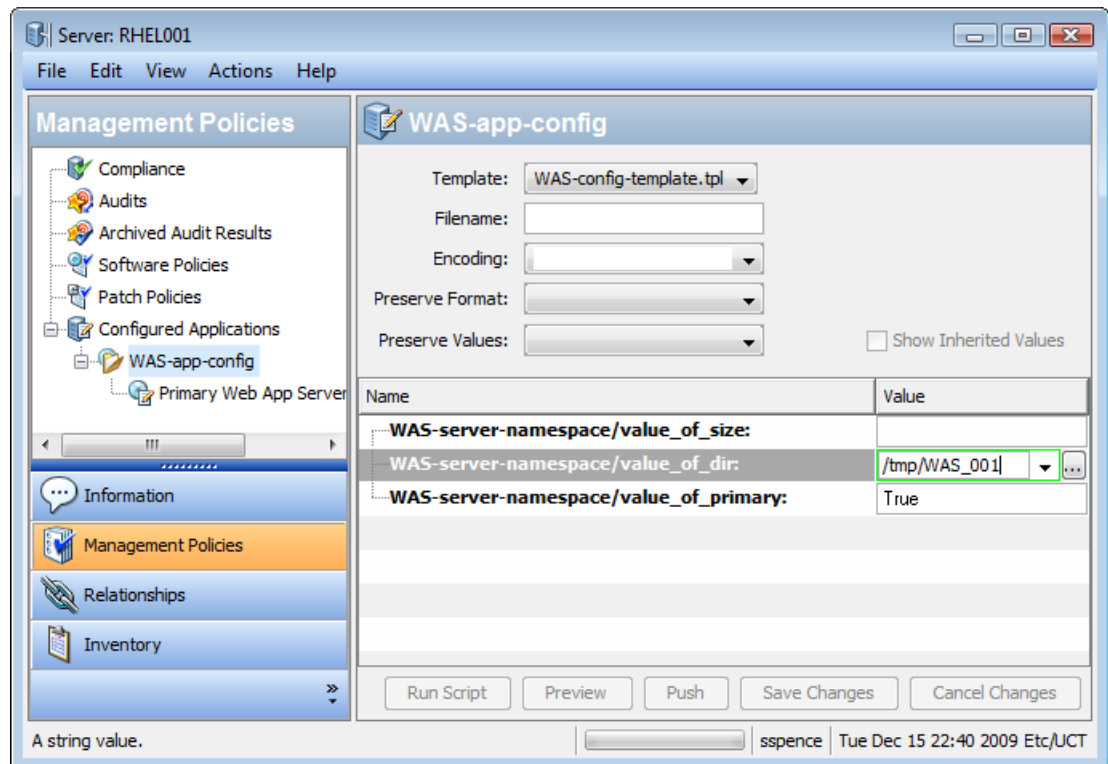 Server: RHEL001
File Edit View Actions Help
Management Policies
Compliance
Audits
Archived Audit Results
Software Policies
Patch Policies
Configured Applications
WAS-app-config
Primary Web App Server
Information
Management Policies
Relationships
Inventory
WAS-app-config
Template: WAS-config-template.tpl
Filename:
Encoding:
Preserve Format:
Preserve Values:
Show Inherited Values
Name Value
WAS-server-namespace/value_of_size:
WAS-server-namespace/value_of_dir: /tmp/WAS_001 ...
WAS-server-namespace/value_of_primary: True
Run Script Preview Push Save Changes Cancel Changes
A string value. sspence Tue Dec 15 22:40 2009 Etc/UCT